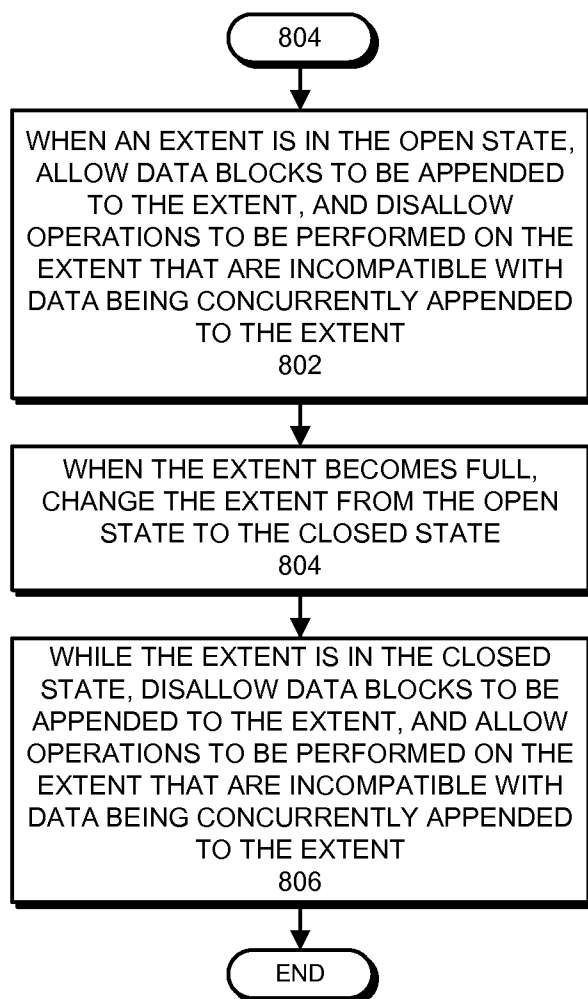 804
WHEN AN EXTENT IS IN THE OPEN STATE,
ALLOW DATA BLOCKS TO BE APPENDED
TO THE EXTENT, AND DISALLOW
OPERATIONS TO BE PERFORMED ON THE
EXTENT THAT ARE INCOMPATIBLE WITH
DATA BEING CONCURRENTLY APPENDED
TO THE EXTENT
802
WHEN THE EXTENT BECOMES FULL,
CHANGE THE EXTENT FROM THE OPEN
STATE TO THE CLOSED STATE
804
WHILE THE EXTENT IS IN THE CLOSED
STATE, DISALLOW DATA BLOCKS TO BE
APPENDED TO THE EXTENT, AND ALLOW
OPERATIONS TO BE PERFORMED ON THE
EXTENT THAT ARE INCOMPATIBLE WITH
DATA BEING CONCURRENTLY APPENDED
TO THE EXTENT
806
END